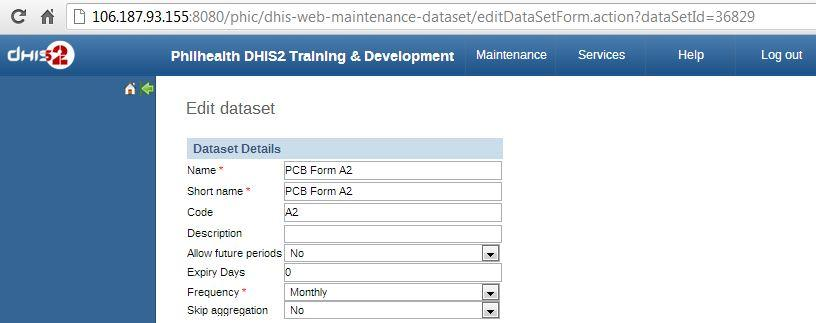 106.187.93.155:8080/phic/dhis-web-maintenance-dataset/editDataSetForm.action?dataSetId=36829
dHIS2 Philhealth DHIS2 Training & Development Maintenance Services Help Log out
Edit dataset
Dataset Details
Name * PCB Form A2
Short name * PCB Form A2
Code A2
Description
Allow future periods No
Expiry Days 0
Frequency * Monthly
Skip aggregation No